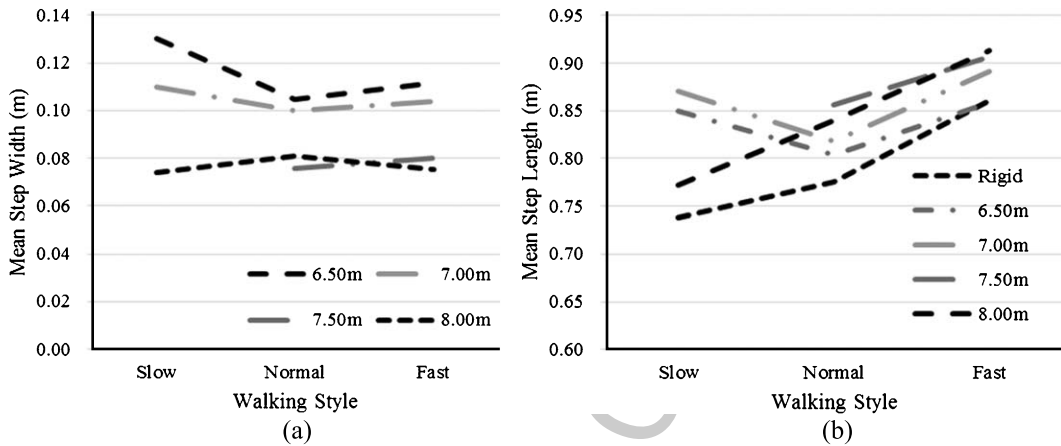 0.14
0.12
0.10
0.08
0.06
0.04
0.02
0.00
Mean Step Width (m)
6.50m
7.00m
7.50m
8.00m
Slow
Normal
Fast
Walking Style
(a)
0.95
0.90
0.85
0.80
0.75
0.70
0.65
0.60
Mean Step Length (m)
Rigid
6.50m
7.00m
7.50m
8.00m
Slow
Normal
Fast
Walking Style
(b)